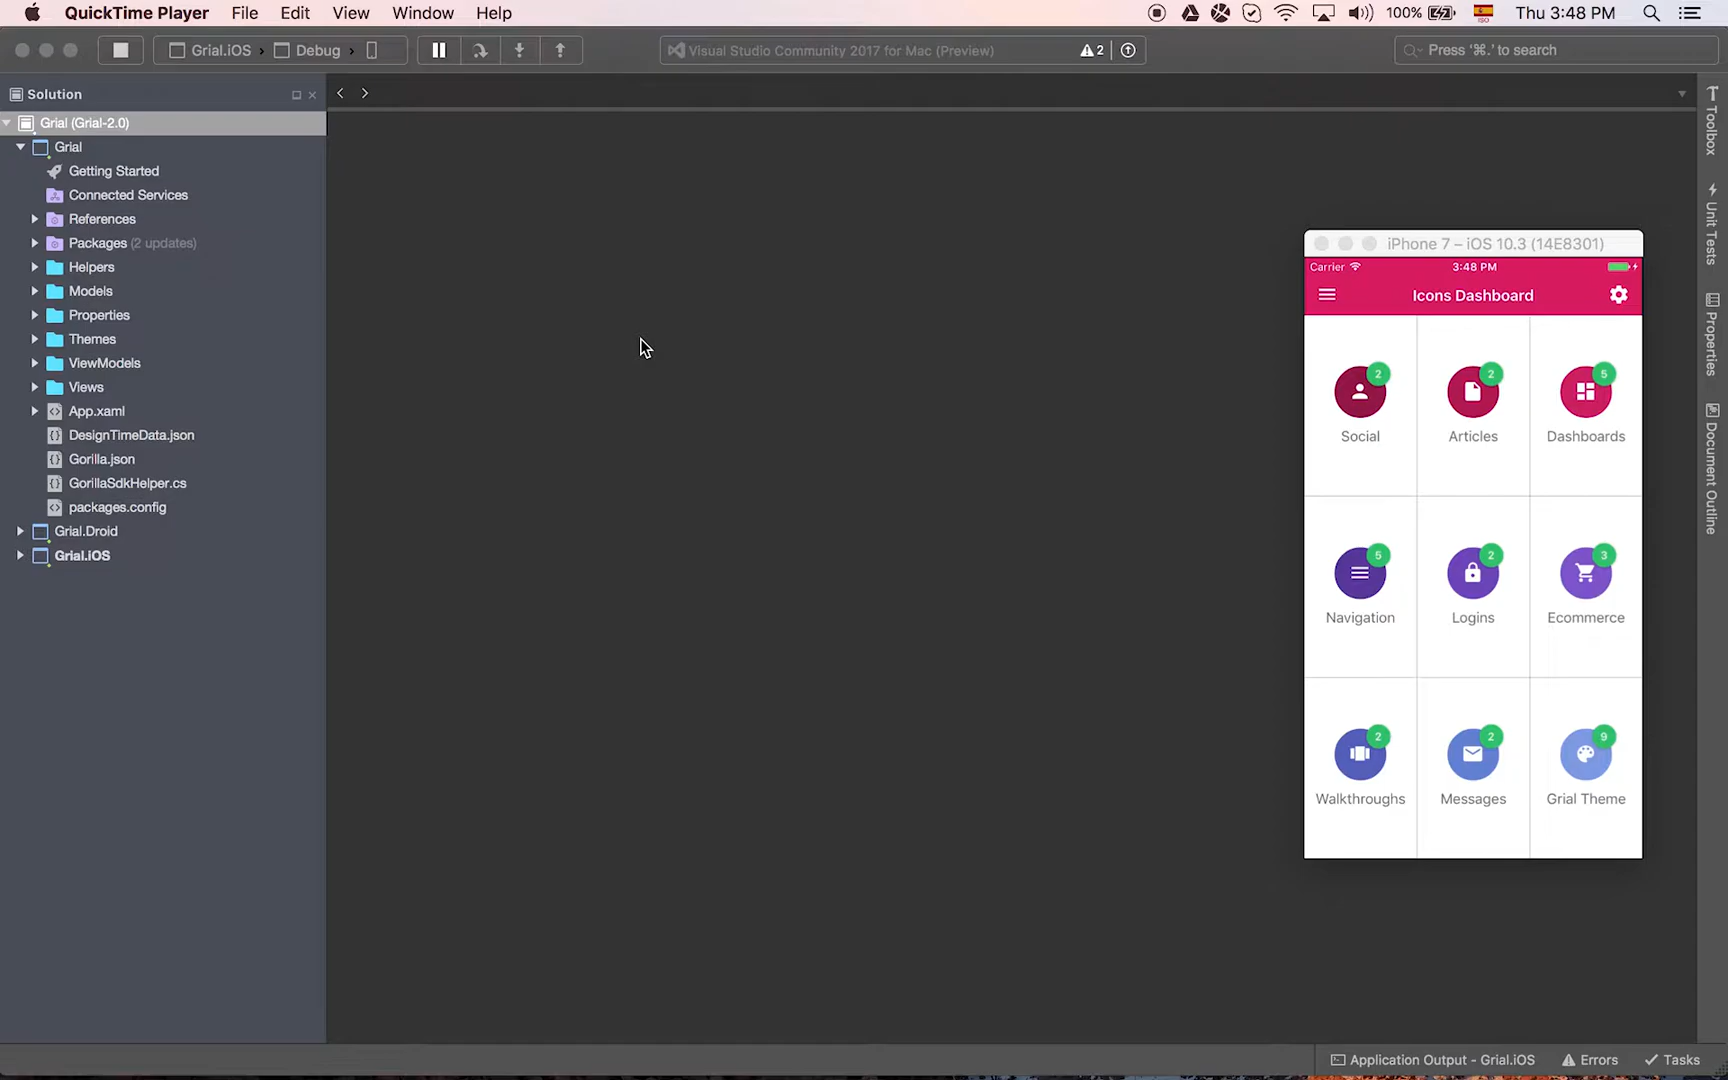 QuickTime Player File Edit View Window Help 100% ISO Thu 3:48 PM
Grial.iOS › Debug › Visual Studio Community 2017 for Mac (Preview) 2 Press '⌘.' to search
Solution
Grial (Grial-2.0)
Grial
Getting Started
Connected Services
References
Packages (2 updates)
Helpers
Models
Properties
Themes
ViewModels
Views
App.xaml
DesignTimeData.json
Gorilla.json
GorillaSdkHelper.cs
packages.config
Grial.Droid
Grial.iOS
iPhone 7 – iOS 10.3 (14E8301)
Carrier 3:48 PM
Icons Dashboard
2 2 5
Social Articles Dashboards
5 2 3
Navigation Logins Ecommerce
2 2 9
Walkthroughs Messages Grial Theme
Toolbox
Unit Tests
Properties
Document Outline
Application Output - Grial.iOS Errors Tasks